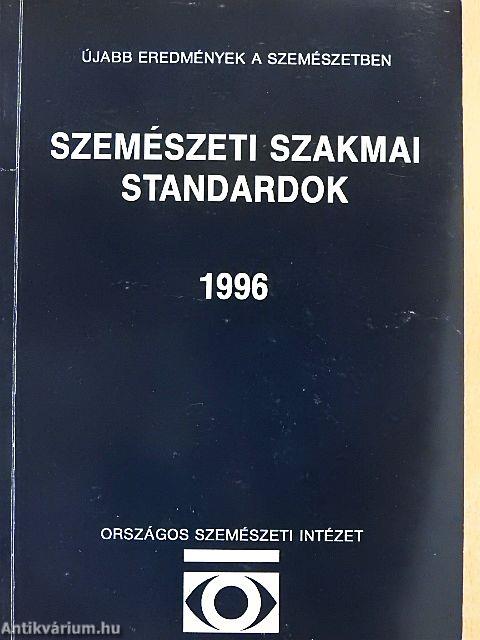 ÚJABB EREDMÉNYEK A SZEMÉSZETBEN
SZEMÉSZETI SZAKMAI
STANDARDOK
1996
ORSZÁGOS SZEMÉSZETI INTÉZET
Antikvárium.hu